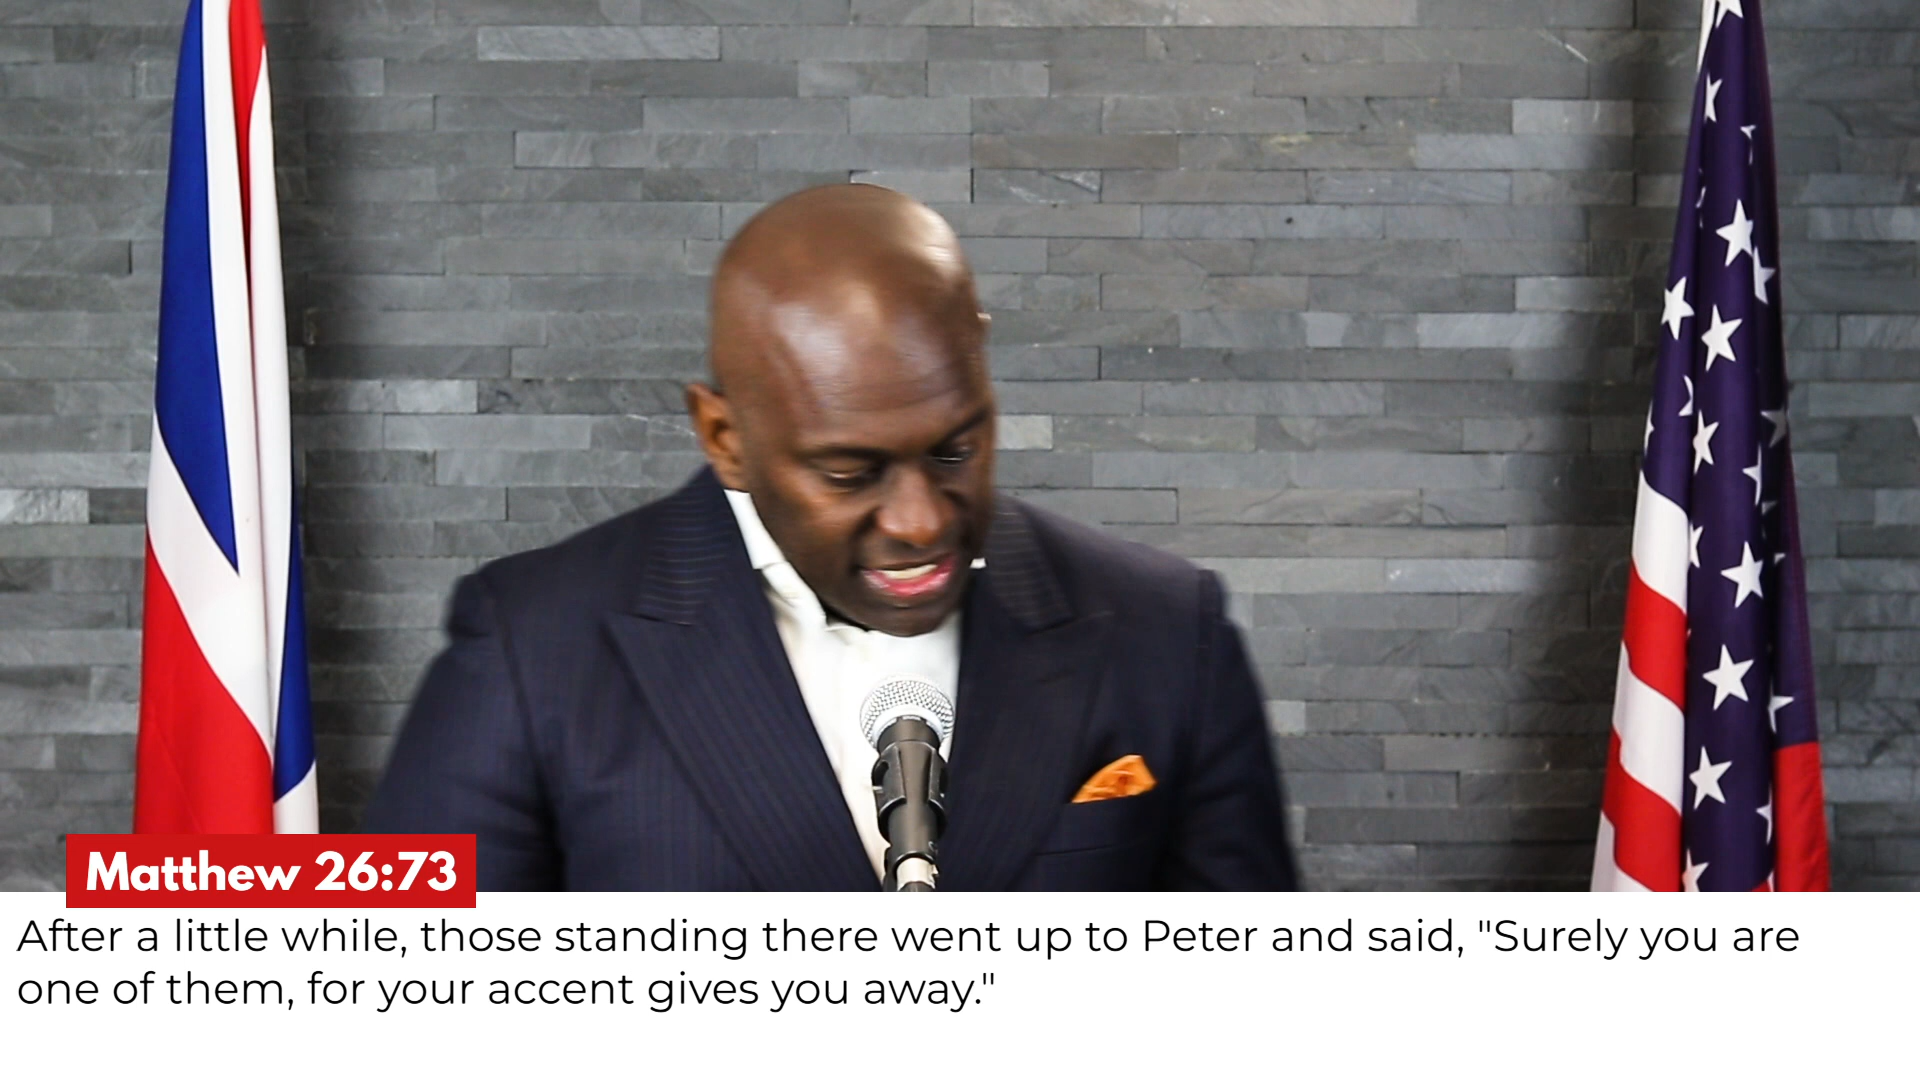 Matthew 26:73
After a little while, those standing there went up to Peter and said, "Surely you are
one of them, for your accent gives you away."